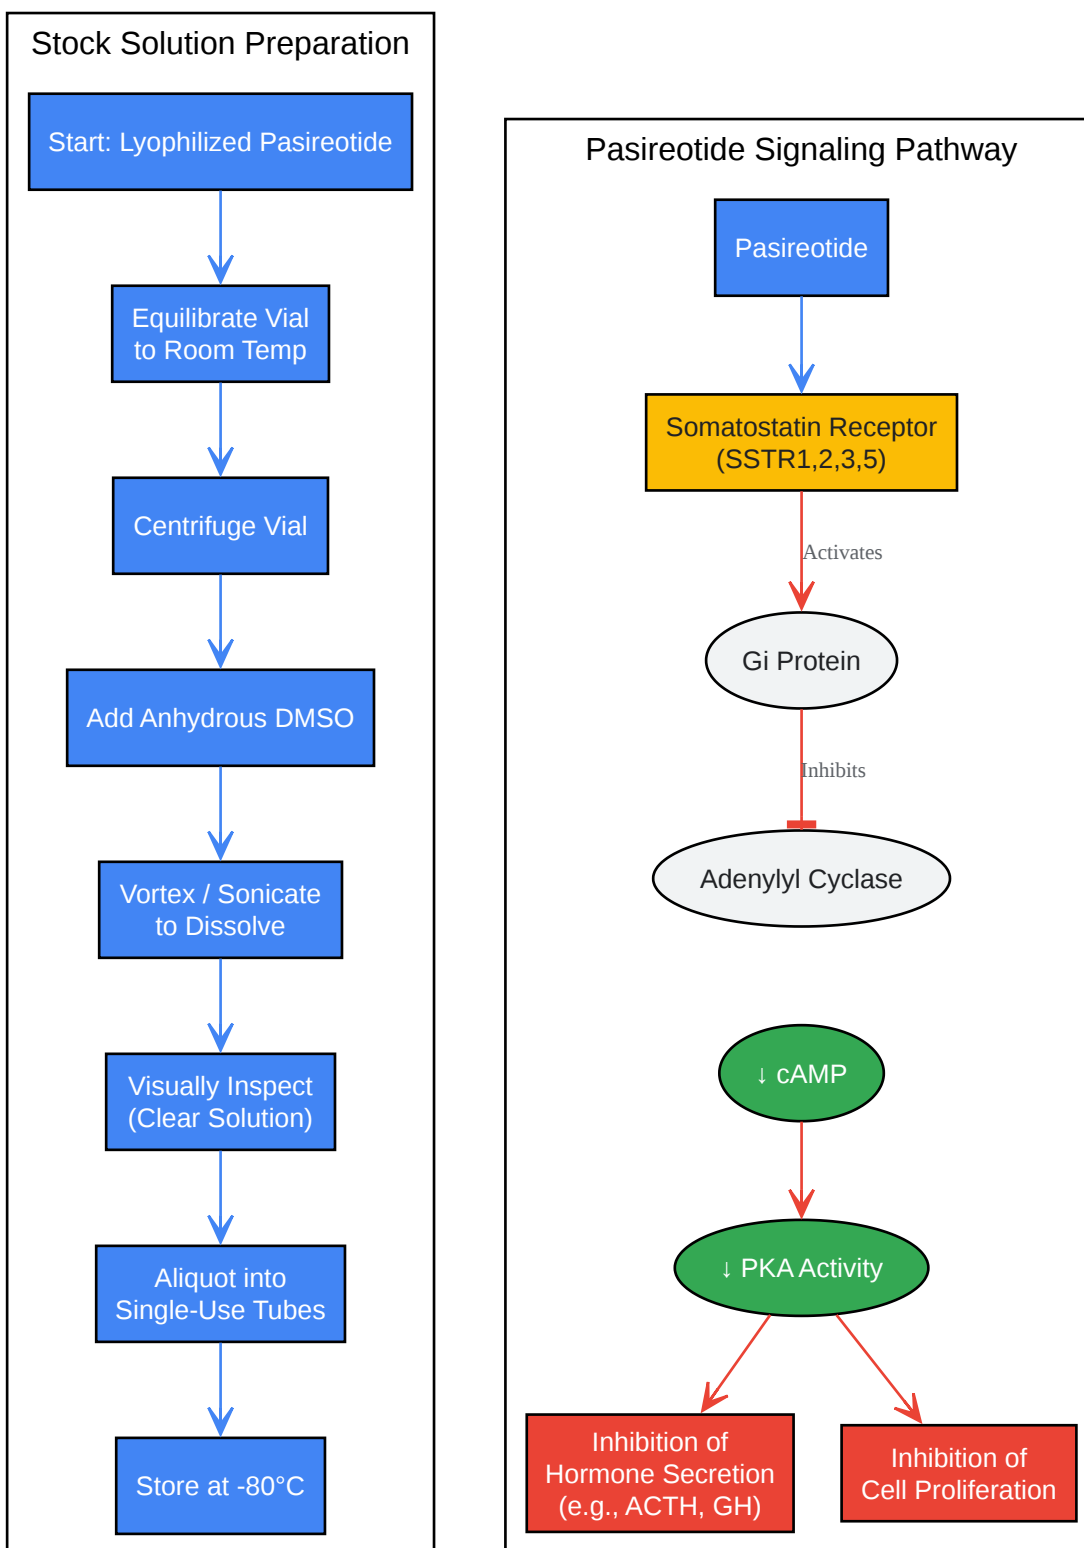 Stock Solution Preparation
Start: Lyophilized Pasireotide
Equilibrate Vial
to Room Temp
Centrifuge Vial
Add Anhydrous DMSO
Vortex / Sonicate
to Dissolve
Visually Inspect
(Clear Solution)
Aliquot into
Single-Use Tubes
Store at -80°C
Pasireotide Signaling Pathway
Pasireotide
Somatostatin Receptor
(SSTR1,2,3,5)
Activates
Gi Protein
Inhibits
Adenylyl Cyclase
↓ cAMP
↓ PKA Activity
Inhibition of
Hormone Secretion
(e.g., ACTH, GH)
Inhibition of
Cell Proliferation